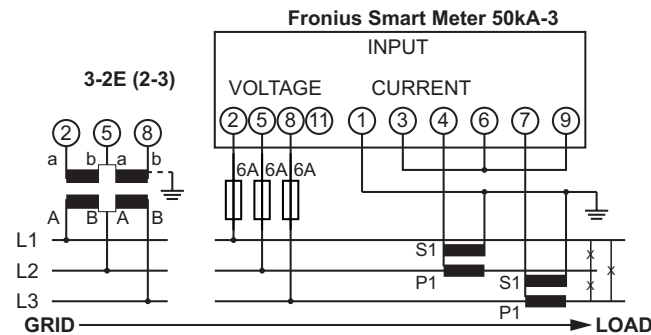 Fronius Smart Meter 50kA-3
INPUT
3-2E (2-3)
VOLTAGE CURRENT
2 5 8
2 5 8 11 1 3 4 6 7 9
a b a b
6A 6A 6A
A B A B
L1
S1
L2
P1
S1
L3
P1
x
x
x
GRID LOAD